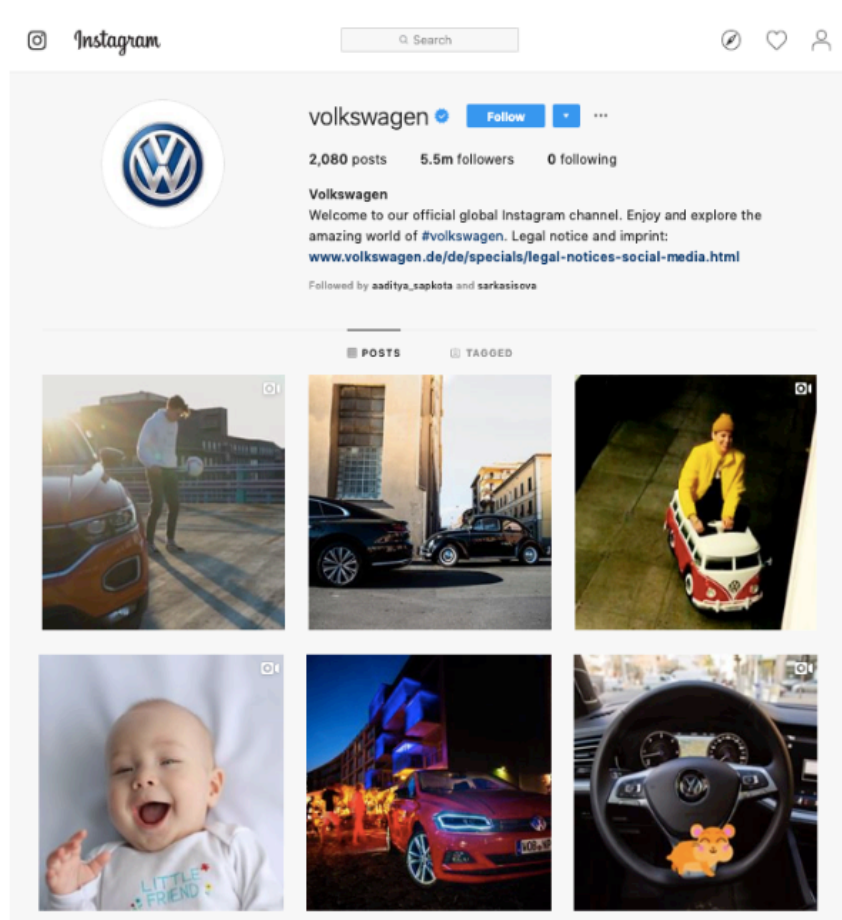 Instagram
Search
volkswagen Follow ...
2,080 posts 5.5m followers 0 following
Volkswagen
Welcome to our official global Instagram channel. Enjoy and explore the
amazing world of #volkswagen. Legal notice and imprint:
www.volkswagen.de/de/specials/legal-notices-social-media.html
Followed by aaditya_sapkota and sarkasisova
POSTS TAGGED
LITTLE
FRIEND